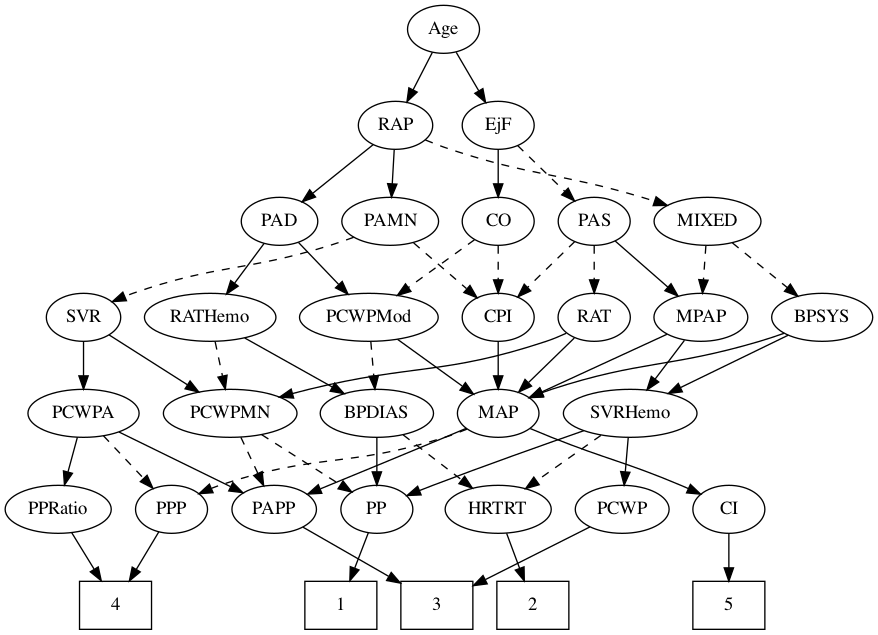 Age
RAP
EjF
PAD
PAMN
CO
PAS
MIXED
SVR
RATHemo
PCWPMod
CPI
RAT
MPAP
BPSYS
PCWPA
PCWPMN
BPDIAS
MAP
SVRHemo
PPRatio
PPP
PAPP
PP
HRTRT
PCWP
CI
4
1
3
2
5